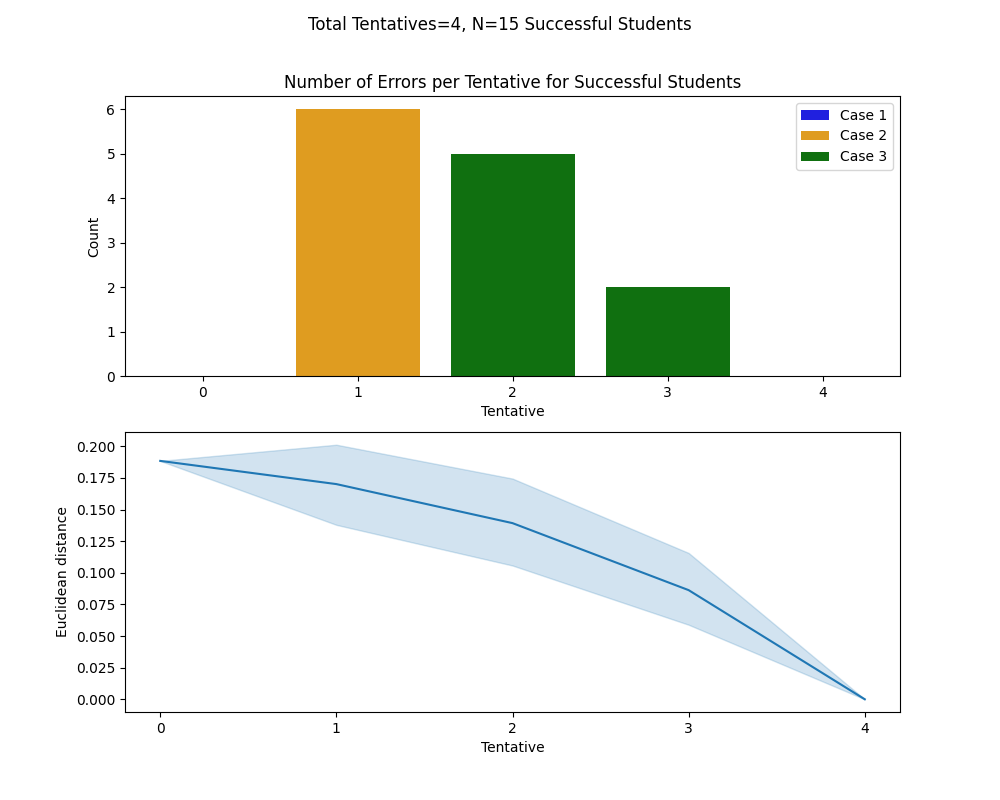 Total Tentatives=4, N=15 Successful Students
Number of Errors per Tentative for Successful Students
6
5
4
3
2
1
0
Count
Case 1
Case 2
Case 3
0 1 2 3 4
Tentative
0.200
0.175
0.150
0.125
0.100
0.075
0.050
0.025
0.000
Euclidean distance
0 1 2 3 4
Tentative